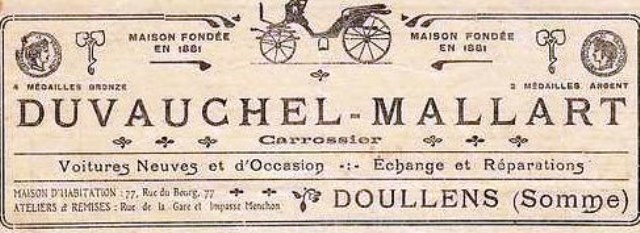 MAISON FONDÉE
EN 1881
MAISON FONDÉE
EN 1881
4 MÉDAILLES BRONZE
2 MÉDAILLES ARGENT
DUVAUCHEL-MALLART
Carrossier
Voitures Neuves et d'Occasion -:- Échange et Réparations
MAISON D'HABITATION : 77, Rue du Bourg, 77
ATELIERS & REMISES : Rue de la Gare et Impasse Menchon
DOULLENS (Somme)